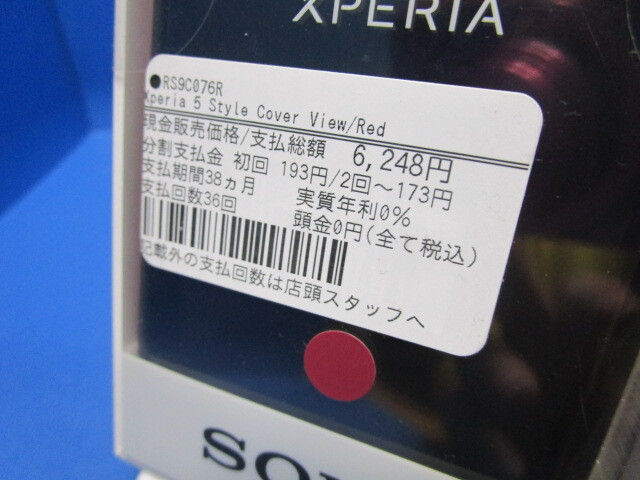 XPERIA
●RS9C076R
Xperia 5 Style Cover View/Red
現金販売価格/支払総額 6,248円
分割支払金 初回 193円/2回～173円
支払期間38ヵ月 実質年利0%
支払回数36回 頭金0円(全て税込)
記載外の支払回数は店頭スタッフへ